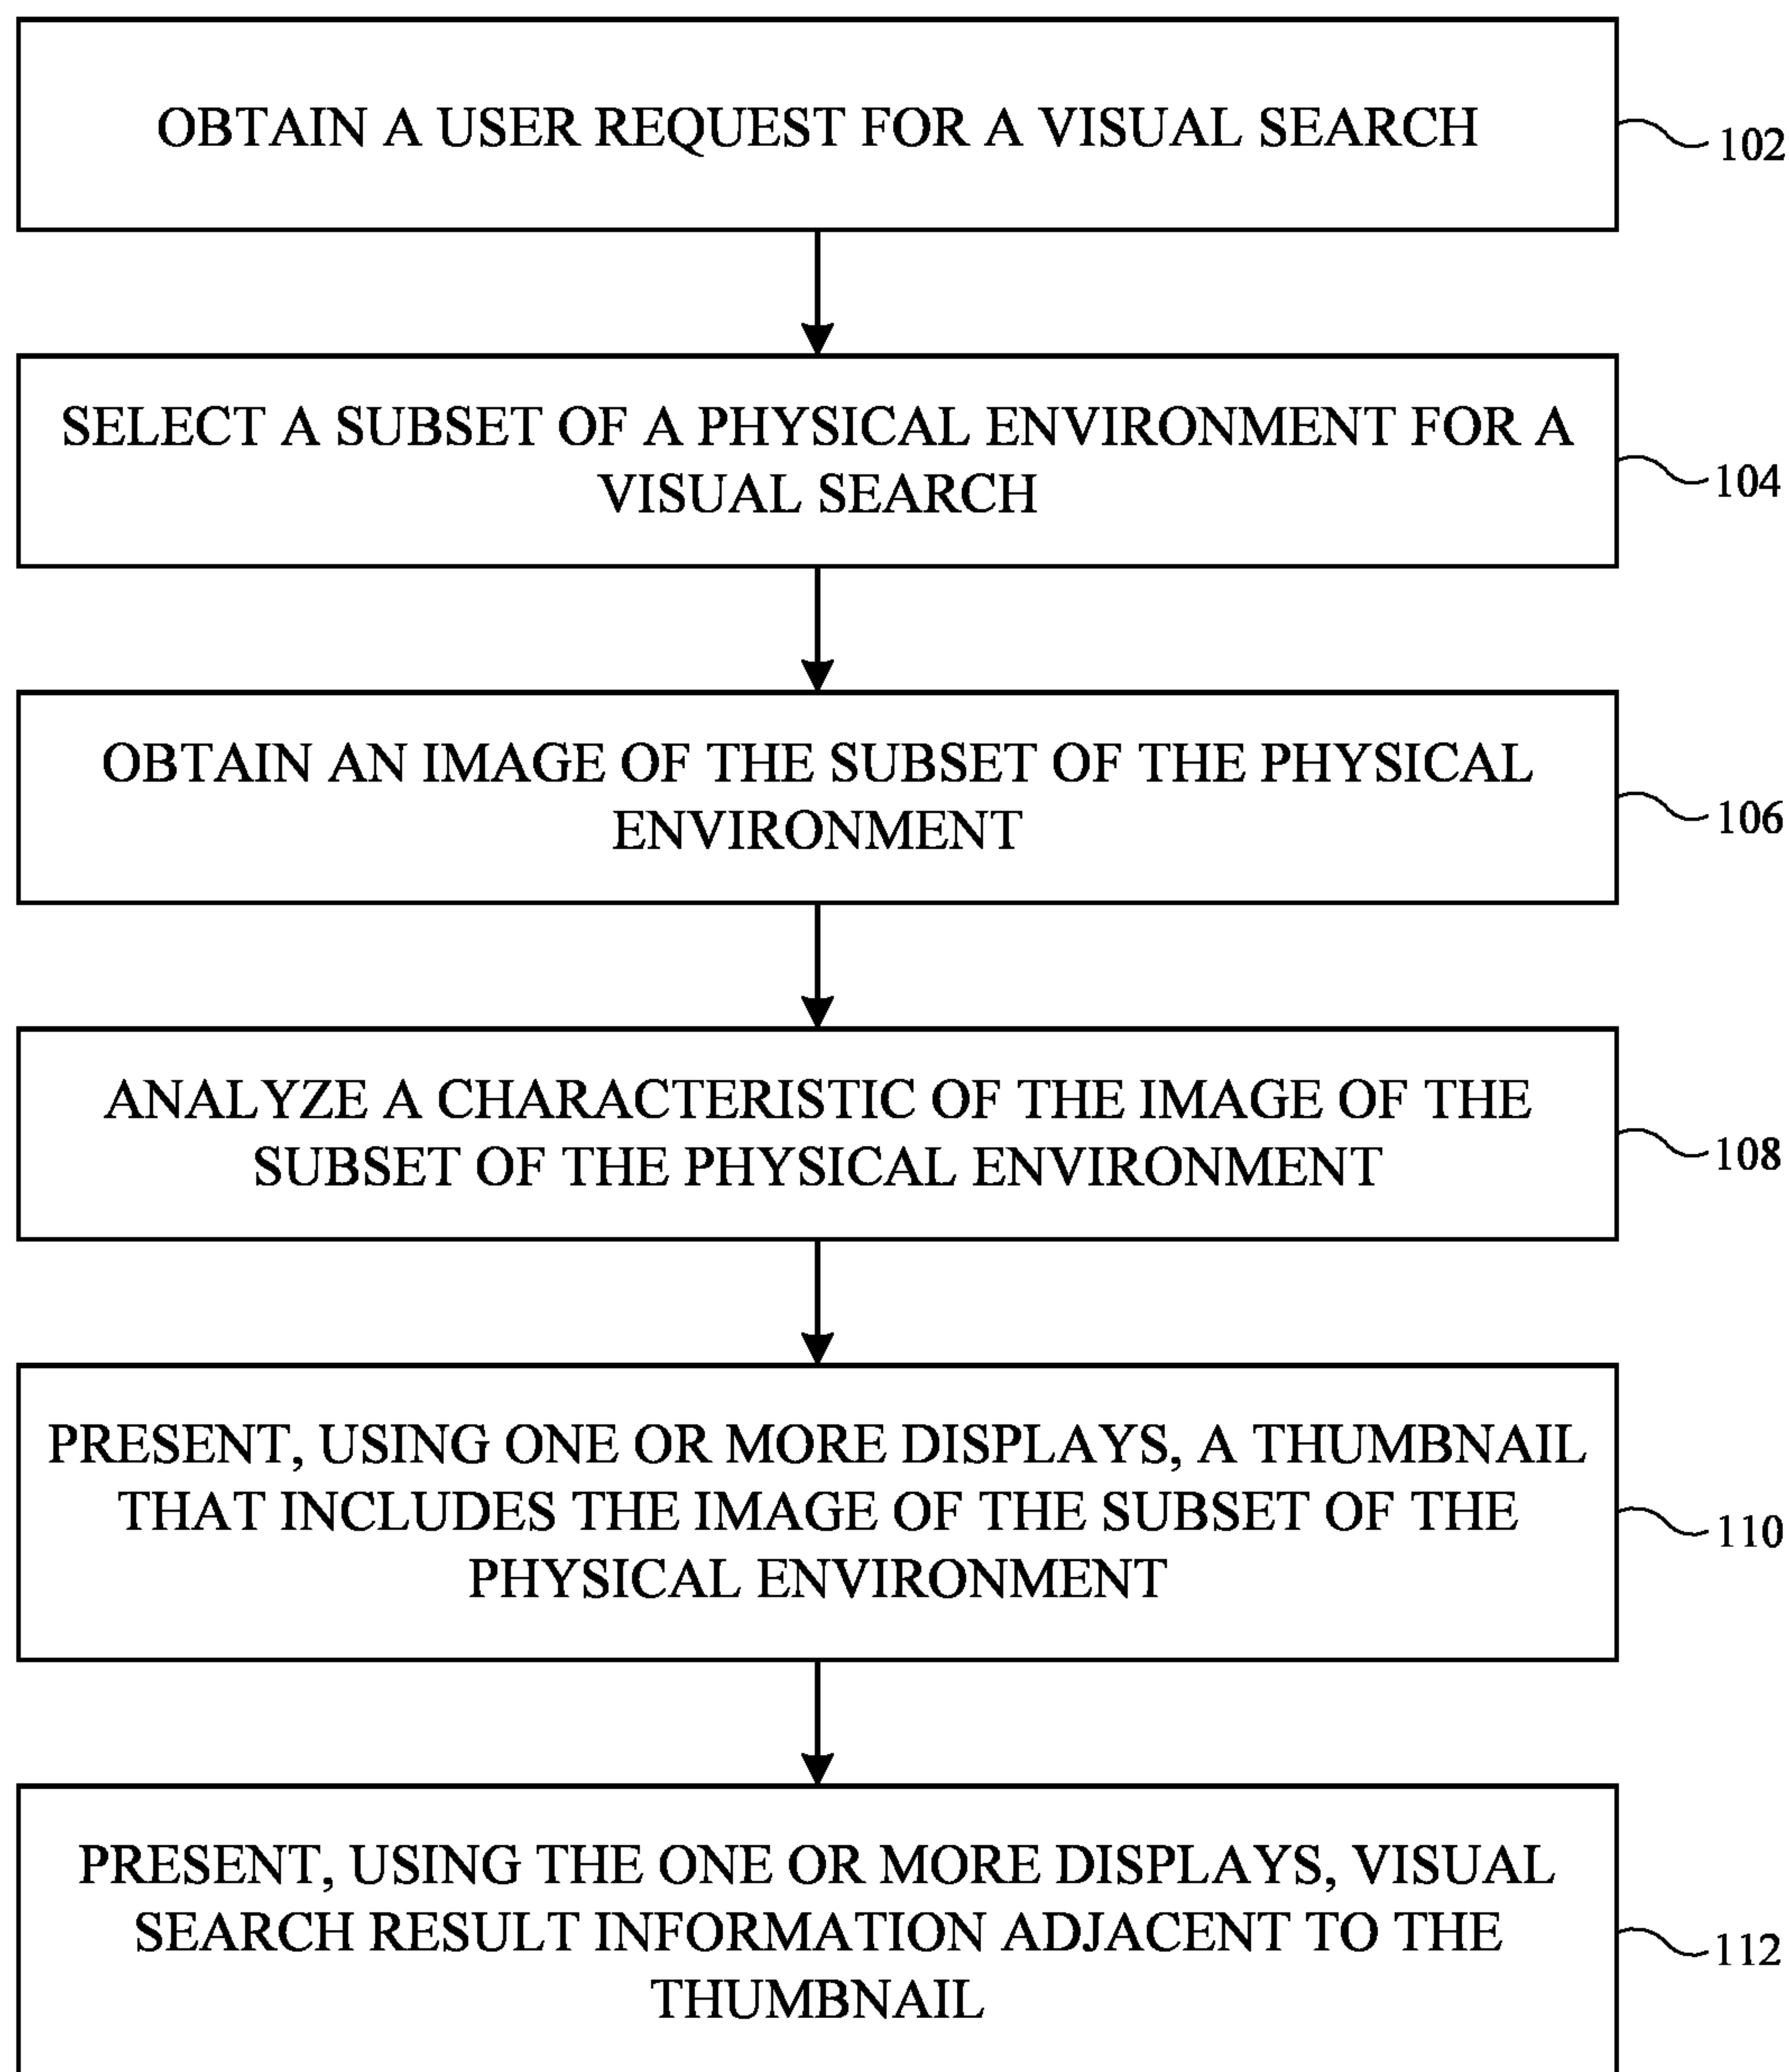 OBTAIN A USER REQUEST FOR A VISUAL SEARCH
102
SELECT A SUBSET OF A PHYSICAL ENVIRONMENT FOR A
VISUAL SEARCH
104
OBTAIN AN IMAGE OF THE SUBSET OF THE PHYSICAL
ENVIRONMENT
106
ANALYZE A CHARACTERISTIC OF THE IMAGE OF THE
SUBSET OF THE PHYSICAL ENVIRONMENT
108
PRESENT, USING ONE OR MORE DISPLAYS, A THUMBNAIL
THAT INCLUDES THE IMAGE OF THE SUBSET OF THE
PHYSICAL ENVIRONMENT
110
PRESENT, USING THE ONE OR MORE DISPLAYS, VISUAL
SEARCH RESULT INFORMATION ADJACENT TO THE
THUMBNAIL
112